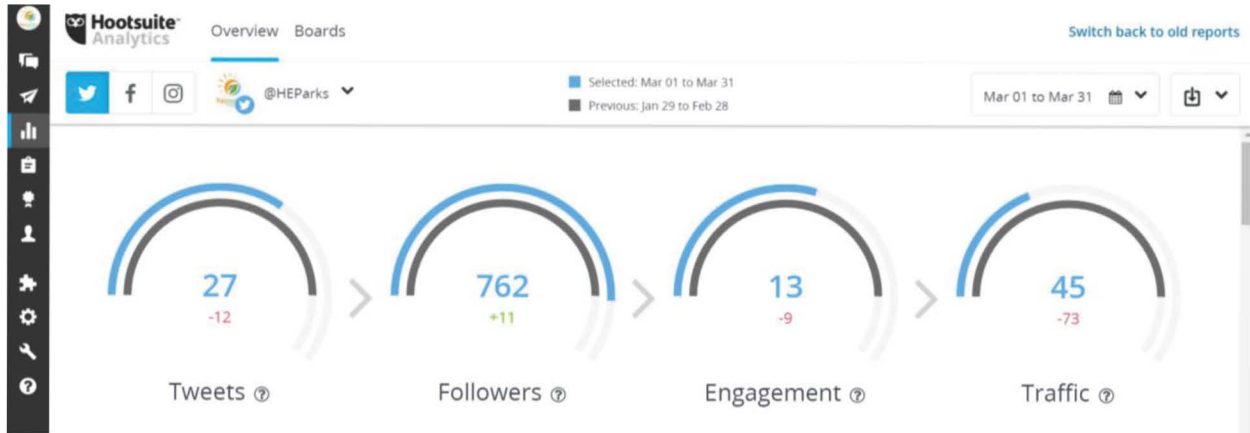 Hootsuite™
Analytics
Overview
Boards
Switch back to old reports
@HEParks
Selected: Mar 01 to Mar 31
Previous: Jan 29 to Feb 28
Mar 01 to Mar 31
27
-12
Tweets
762
+11
Followers
13
-9
Engagement
45
-73
Traffic